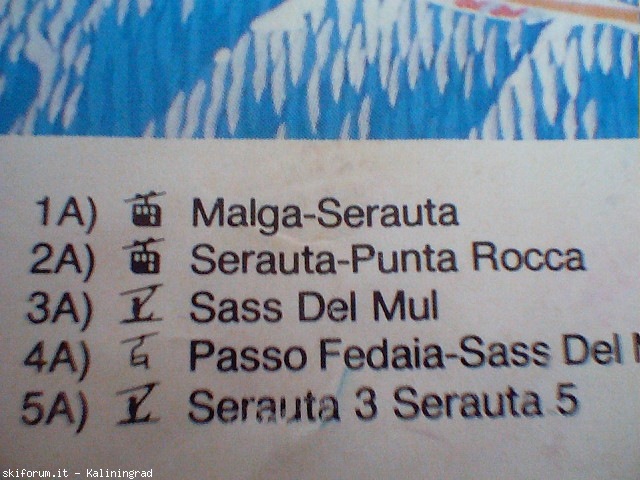 1A) Malga-Serauta
2A) Serauta-Punta Rocca
3A) Sass Del Mul
4A) Passo Fedaia-Sass Del
5A) Serauta 3 Serauta 5
skiforum.it - Kaliningrad